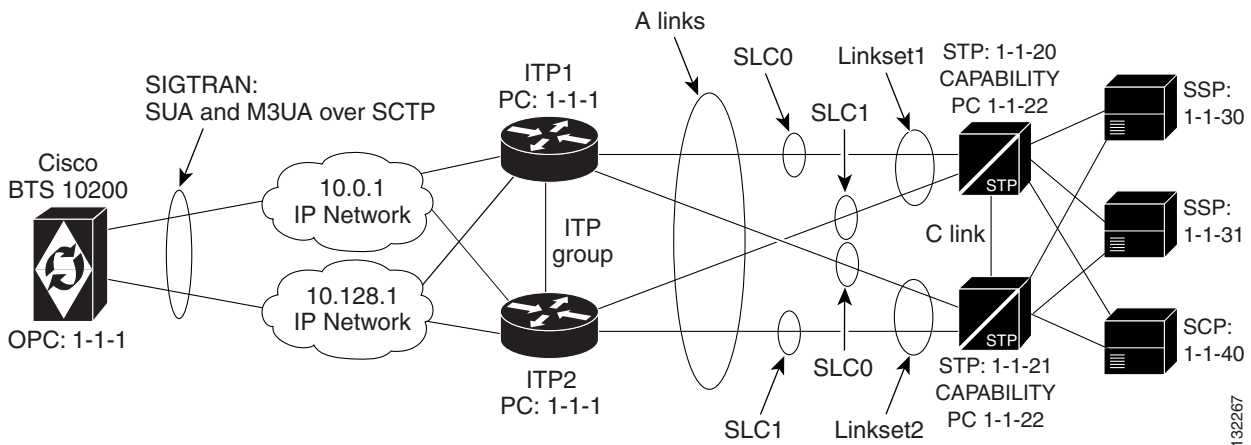 A links
SIGTRAN:
SUA and M3UA over SCTP
ITP1
PC: 1-1-1
SLC0
Linkset1
STP: 1-1-20
CAPABILITY
PC 1-1-22
SLC1
SSP:
1-1-30
Cisco
BTS 10200
10.0.1
IP Network
STP
ITP
group
C link
SSP:
1-1-31
10.128.1
IP Network
OPC: 1-1-1
STP
SCP:
1-1-40
ITP2
PC: 1-1-1
SLC0
STP: 1-1-21
CAPABILITY
PC 1-1-22
SLC1
Linkset2
132267